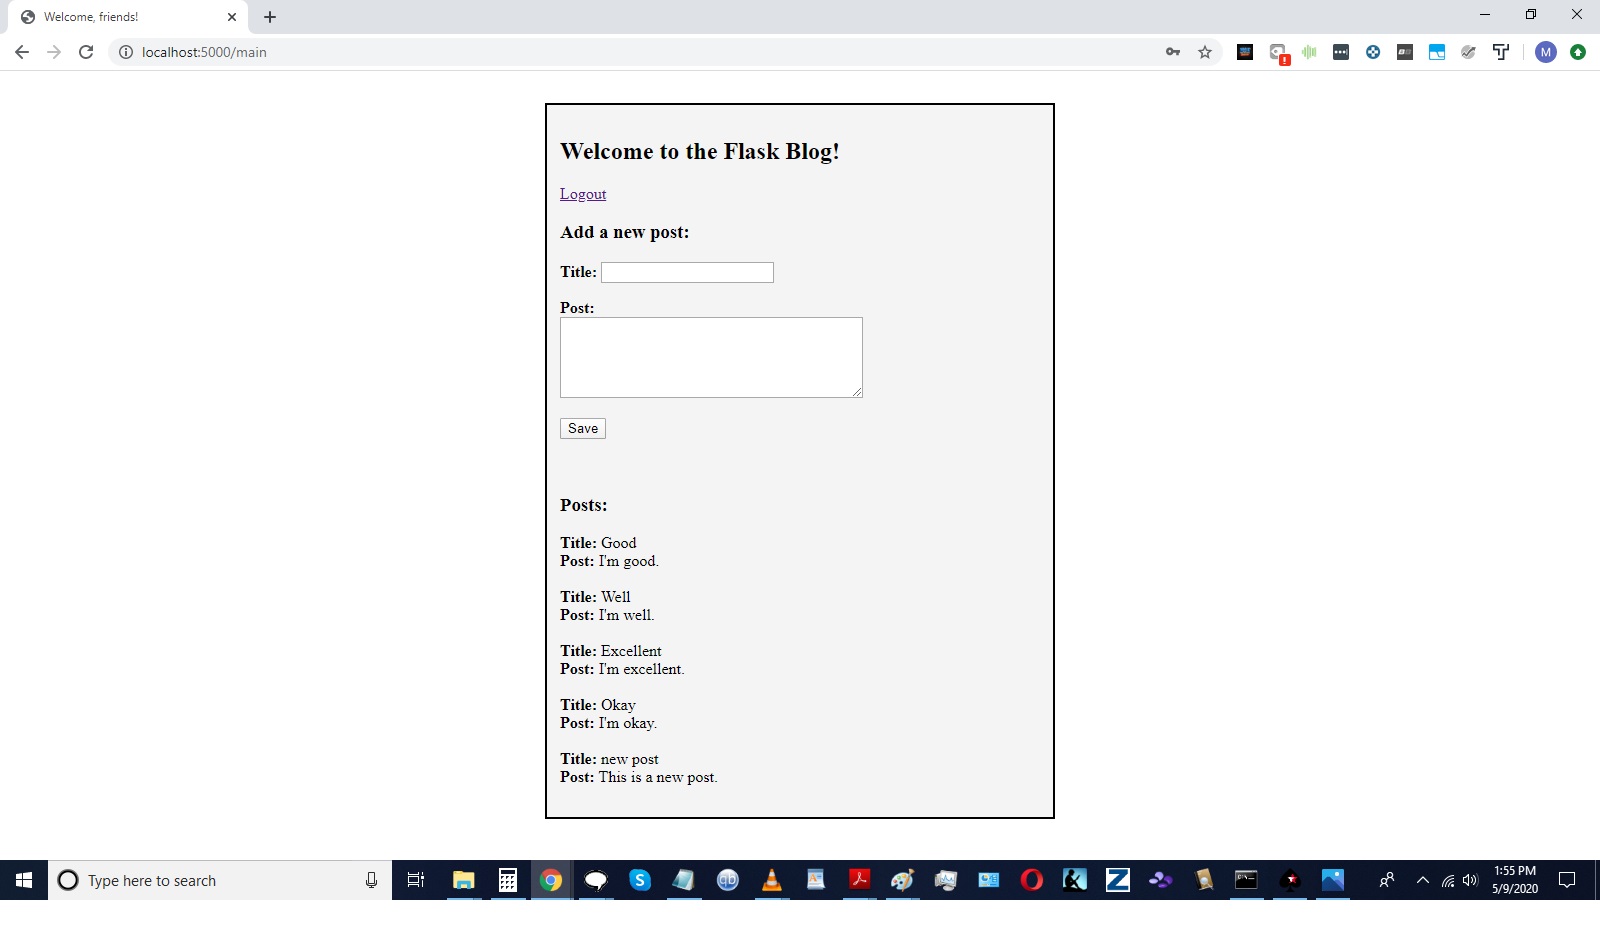 Welcome, friends!
localhost:5000/main
M
Welcome to the Flask Blog!
Logout
Add a new post:
Title:
Post:
Save
Posts:
Title: Good
Post: I'm good.
Title: Well
Post: I'm well.
Title: Excellent
Post: I'm excellent.
Title: Okay
Post: I'm okay.
Title: new post
Post: This is a new post.
Type here to search
1:55 PM
5/9/2020